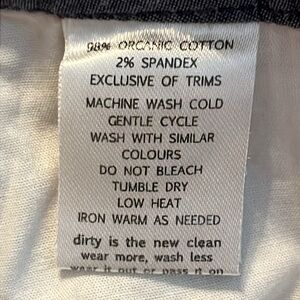 98% ORGANIC COTTON
2% SPANDEX
EXCLUSIVE OF TRIMS
MACHINE WASH COLD
GENTLE CYCLE
WASH WITH SIMILAR
COLOURS
DO NOT BLEACH
TUMBLE DRY
LOW HEAT
IRON WARM AS NEEDED
dirty is the new clean
wear more, wash less
wear it out or pass it on